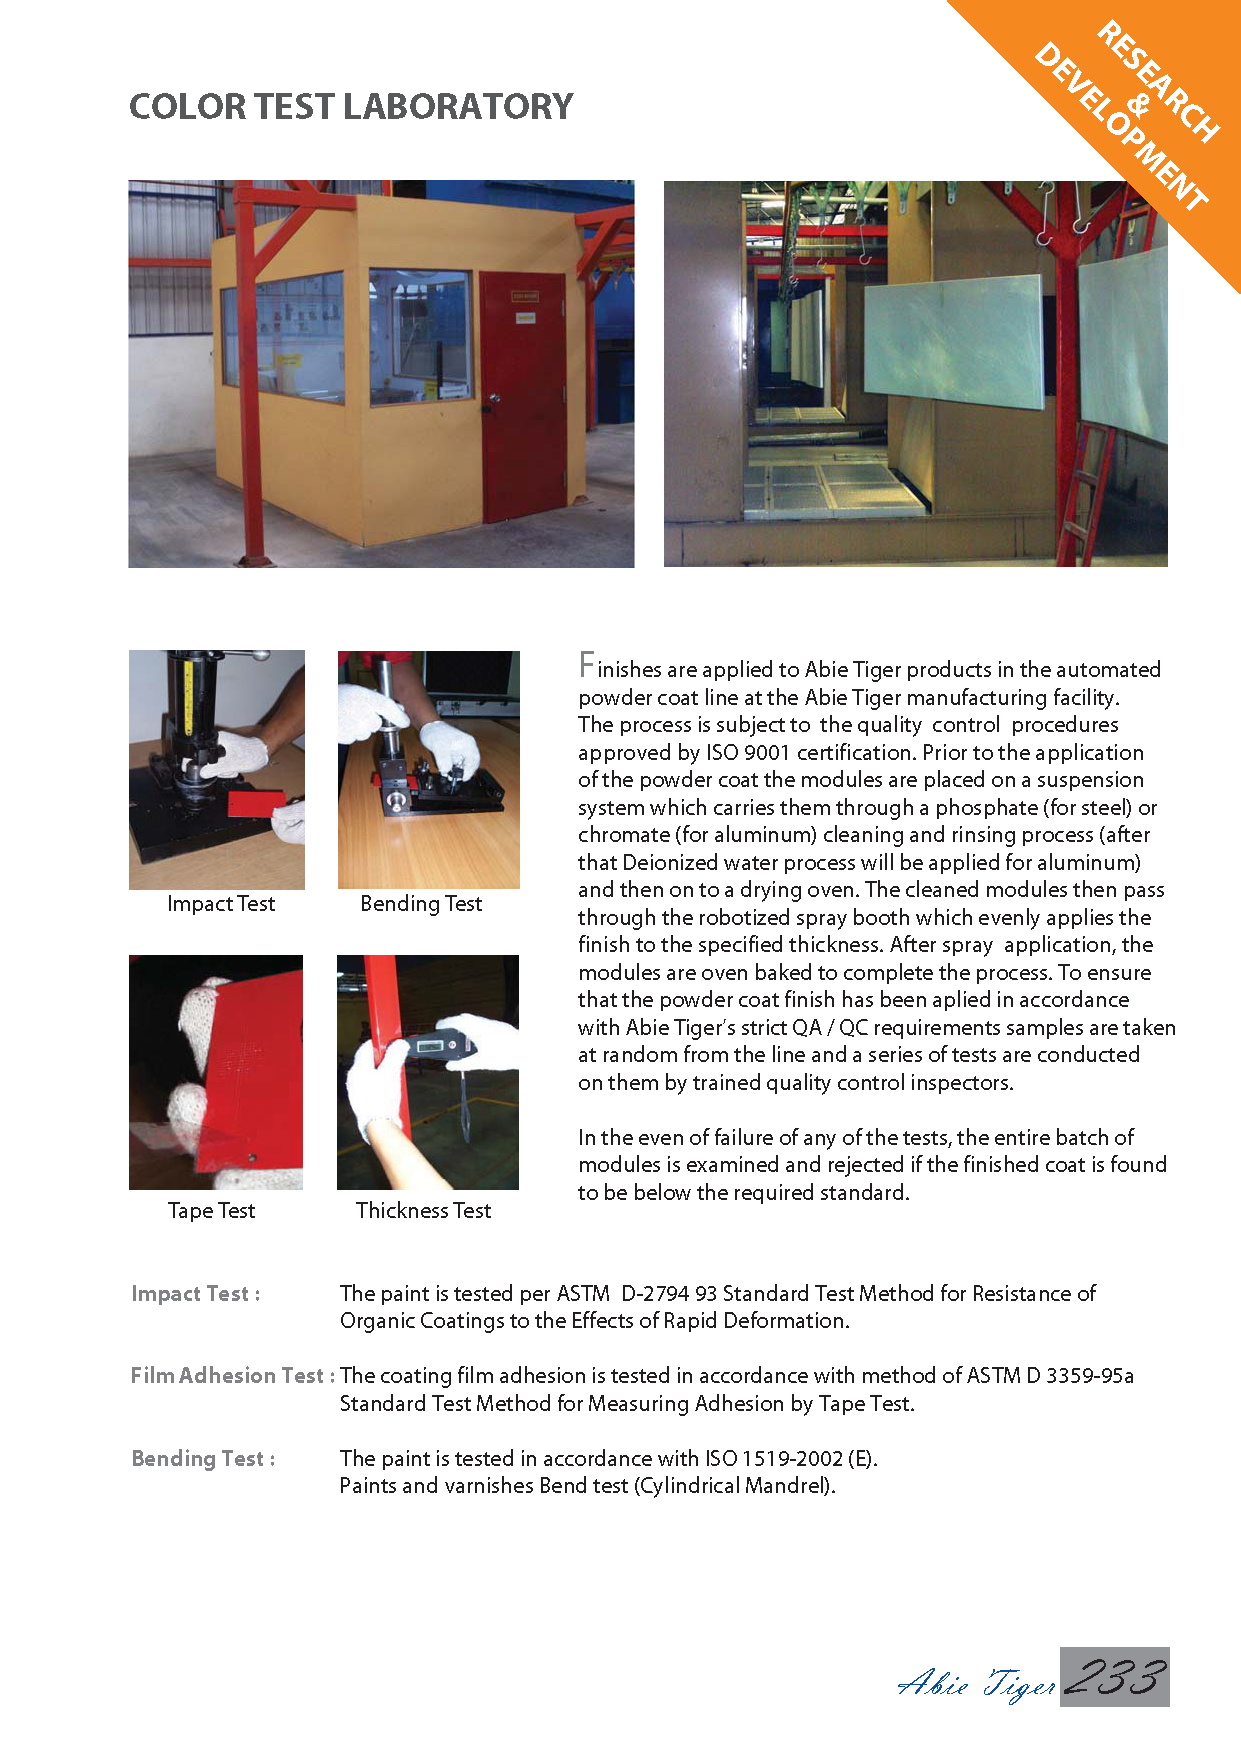 RESEARCH
&
DEVELOPMENT
COLOR TEST LABORATORY
Impact Test
Bending Test
Tape Test
Thickness Test
Finishes are applied to Abie Tiger products in the automated
powder coat line at the Abie Tiger manufacturing facility.
The process is subject to the quality control procedures
approved by ISO 9001 certification. Prior to the application
of the powder coat the modules are placed on a suspension
system which carries them through a phosphate (for steel) or
chromate (for aluminum) cleaning and rinsing process (after
that Deionized water process will be applied for aluminum)
and then on to a drying oven. The cleaned modules then pass
through the robotized spray booth which evenly applies the
finish to the specified thickness. After spray application, the
modules are oven baked to complete the process. To ensure
that the powder coat finish has been aplied in accordance
with Abie Tiger's strict QA / QC requirements samples are taken
at random from the line and a series of tests are conducted
on them by trained quality control inspectors.
In the even of failure of any of the tests, the entire batch of
modules is examined and rejected if the finished coat is found
to be below the required standard.
Impact Test : The paint is tested per ASTM D-2794 93 Standard Test Method for Resistance of
Organic Coatings to the Effects of Rapid Deformation.
Film Adhesion Test : The coating film adhesion is tested in accordance with method of ASTM D 3359-95a
Standard Test Method for Measuring Adhesion by Tape Test.
Bending Test : The paint is tested in accordance with ISO 1519-2002 (E).
Paints and varnishes Bend test (Cylindrical Mandrel).
Abie Tiger 233